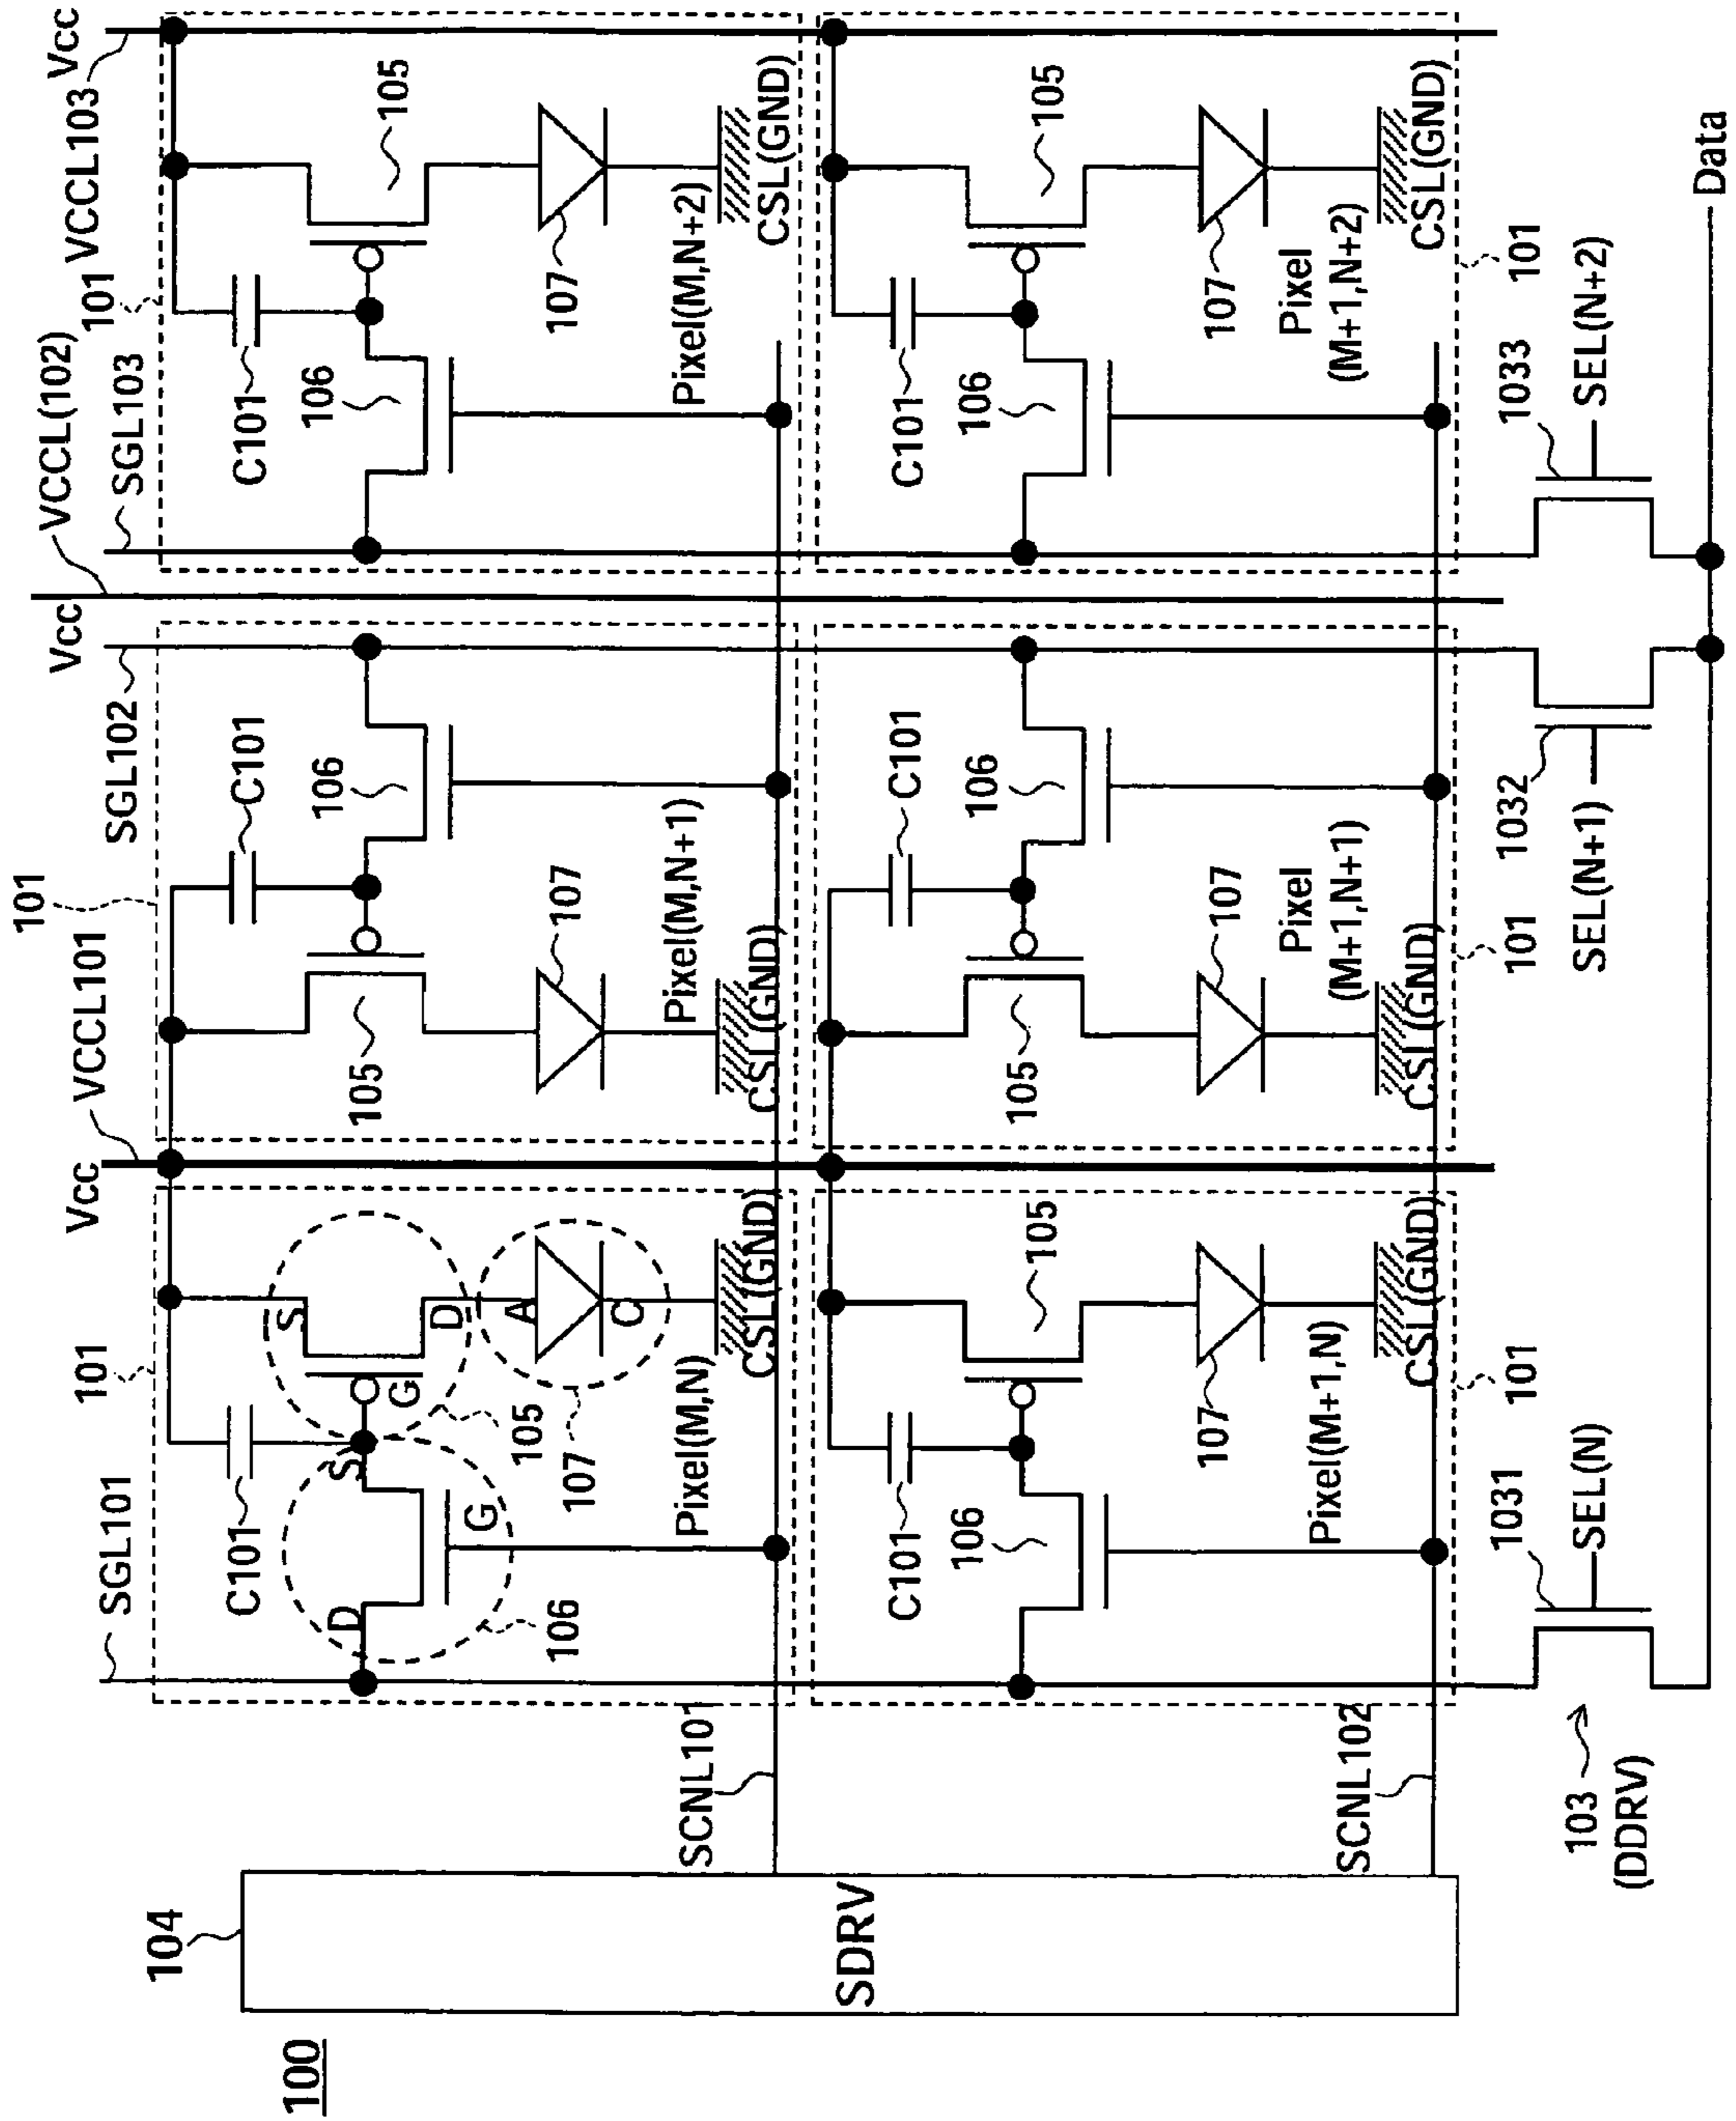 100
104
SDRV
SCNL101
SCNL102
103
(DDRV)
SGL101
101
Vcc
VCCL101
101
SGL102
Vcc
VCCL(102)
SGL103
101
VCCL103
Vcc
C101
D
S
G
106
S
D
G
105
A
C
107
Pixel(M,N)
CSL(GND)
105
107
C101
106
Pixel(M,N+1)
CSL(GND)
C101
106
105
107
Pixel(M,N+2)
CSL(GND)
C101
106
105
107
Pixel(M+1,N)
CSL(GND)
101
105
107
C101
106
Pixel
(M+1,N+1)
CSL(GND)
101
C101
106
105
107
Pixel
(M+1,N+2)
CSL(GND)
101
1031
SEL(N)
1032
SEL(N+1)
1033
SEL(N+2)
Data